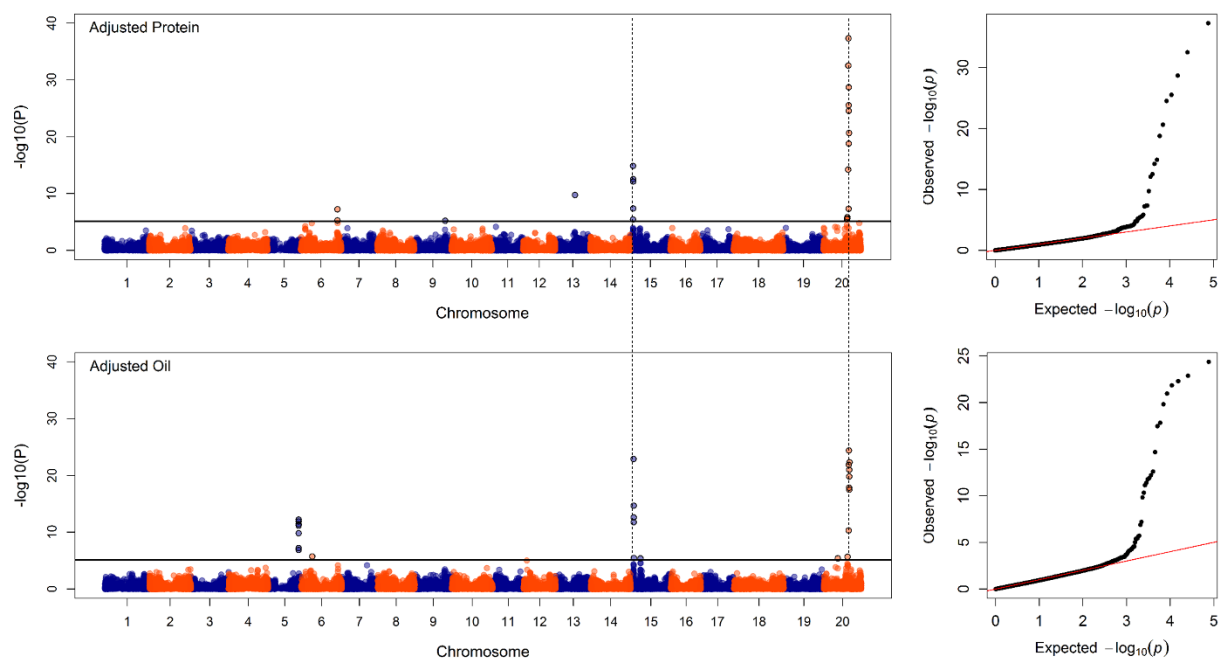 Adjusted Protein
-log10(P)
0 10 20 30 40
1 2 3 4 5 6 7 8 9 10 11 12 13 14 15 16 17 18 19 20
Chromosome
Observed −log10(p)
0 10 20 30
0 1 2 3 4 5
Expected −log10(p)
Adjusted Oil
-log10(P)
0 10 20 30 40
1 2 3 4 5 6 7 8 9 10 11 12 13 14 15 16 17 18 19 20
Chromosome
Observed −log10(p)
0 5 10 15 20 25
0 1 2 3 4 5
Expected −log10(p)